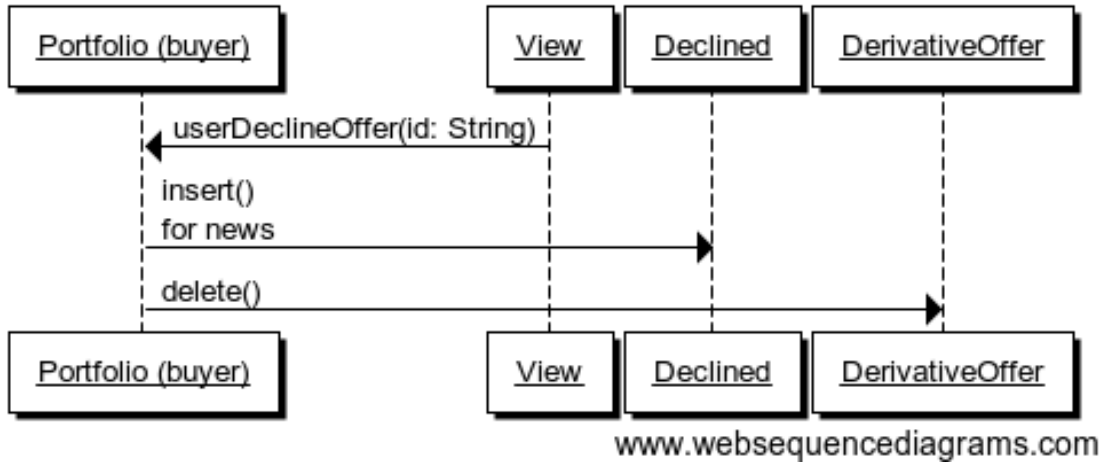 Portfolio (buyer) View Declined DerivativeOffer
userDeclineOffer(id: String)
insert()
for news
delete()
Portfolio (buyer) View Declined DerivativeOffer
www.websequencediagrams.com